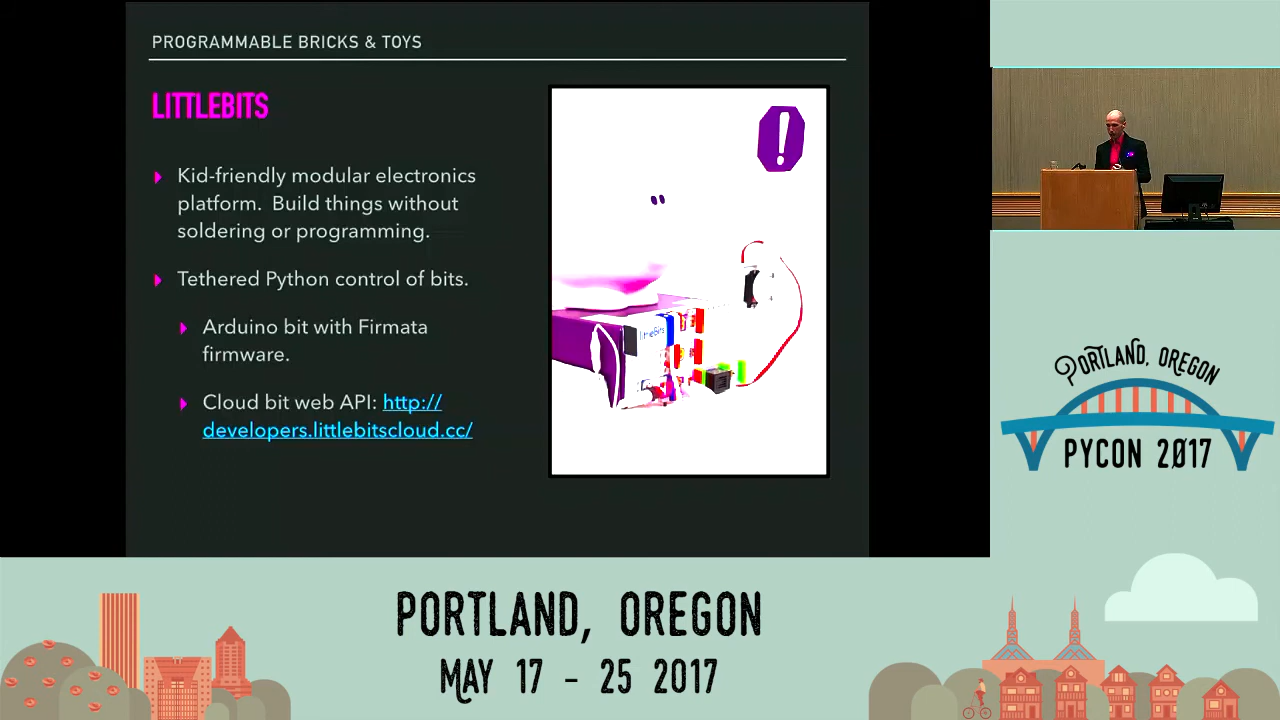 PROGRAMMABLE BRICKS & TOYS
LITTLEBITS
Kid-friendly modular electronics
platform. Build things without
soldering or programming.
Tethered Python control of bits.
Arduino bit with Firmata
firmware.
Cloud bit web API: http://
developers.littlebitscloud.cc/
!
littleBits
PORTLAND, OREGON
PYCON 2017
PORTLAND, OREGON
MAY 17 - 25 2017